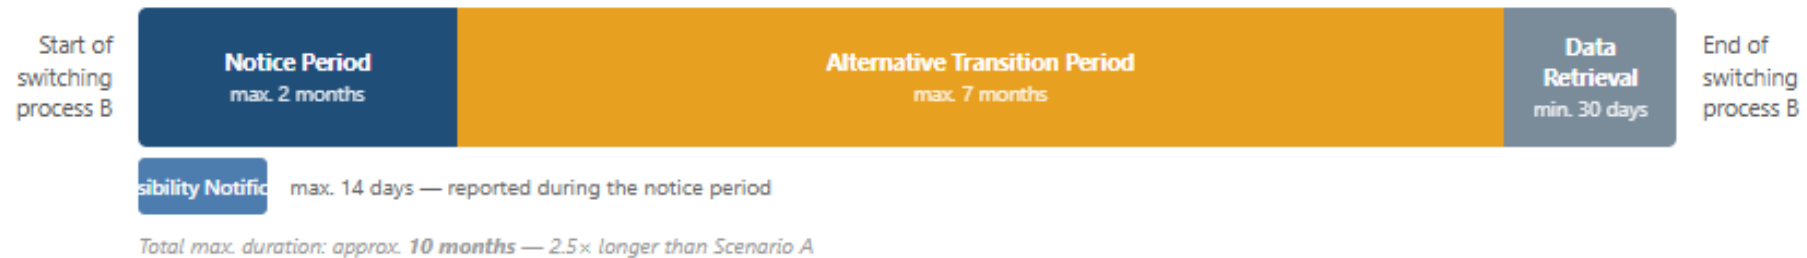 Start of
switching
process B
Notice Period
max. 2 months
Alternative Transition Period
max. 7 months
Data
Retrieval
min. 30 days
End of
switching
process B
sibility Notific
max. 14 days — reported during the notice period
Total max. duration: approx. 10 months — 2.5× longer than Scenario A